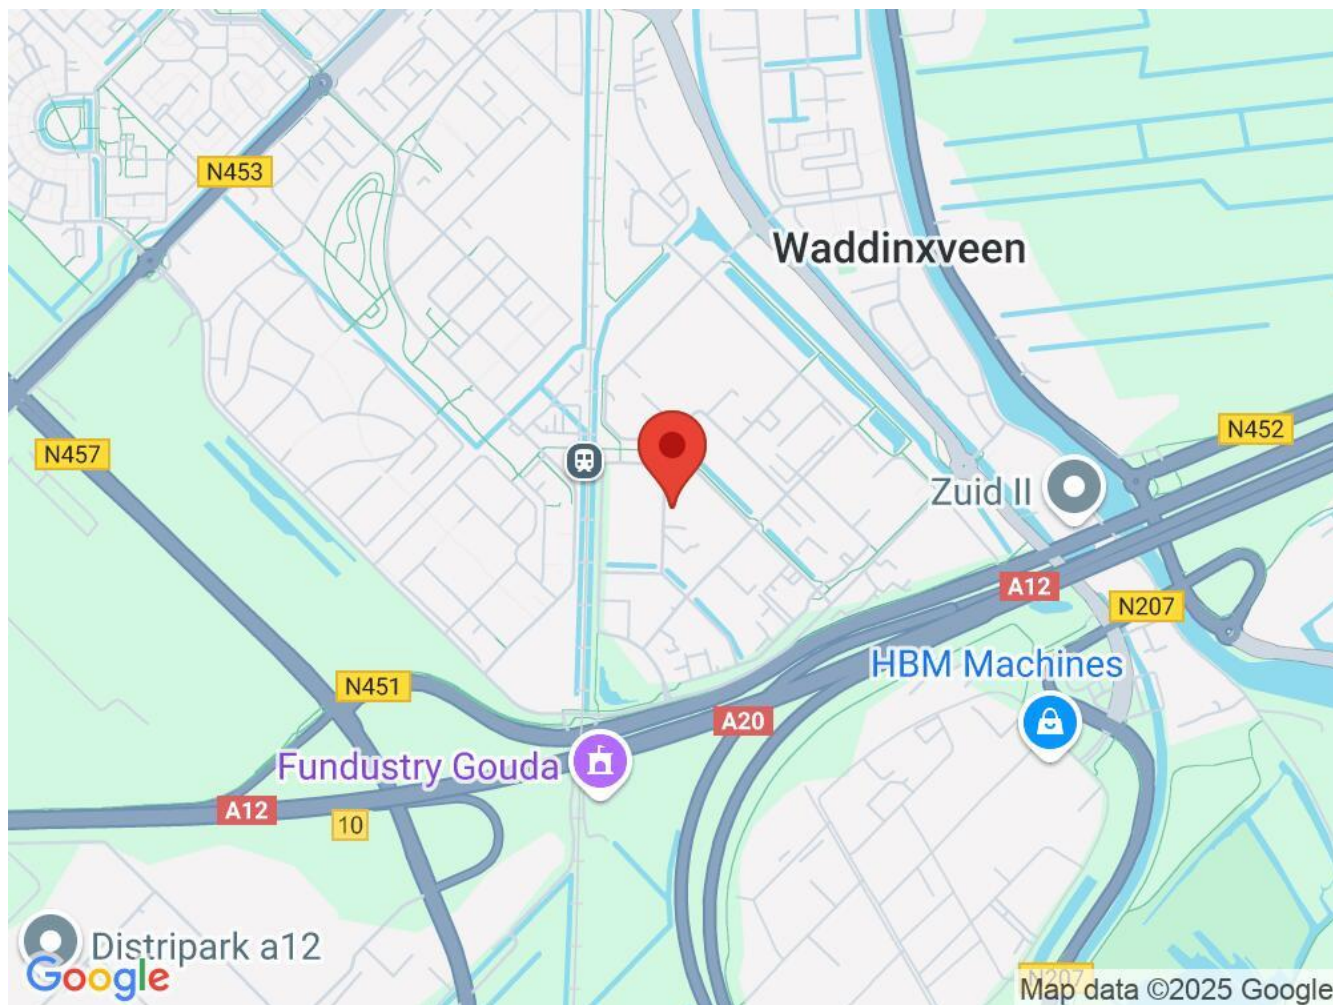 N453
Waddinxveen
N457
N452
Zuid II
A12
N207
HBM Machines
N451
A20
Fundustry Gouda
A12
10
Distripark a12
Google
N207
Map data ©2025 Google